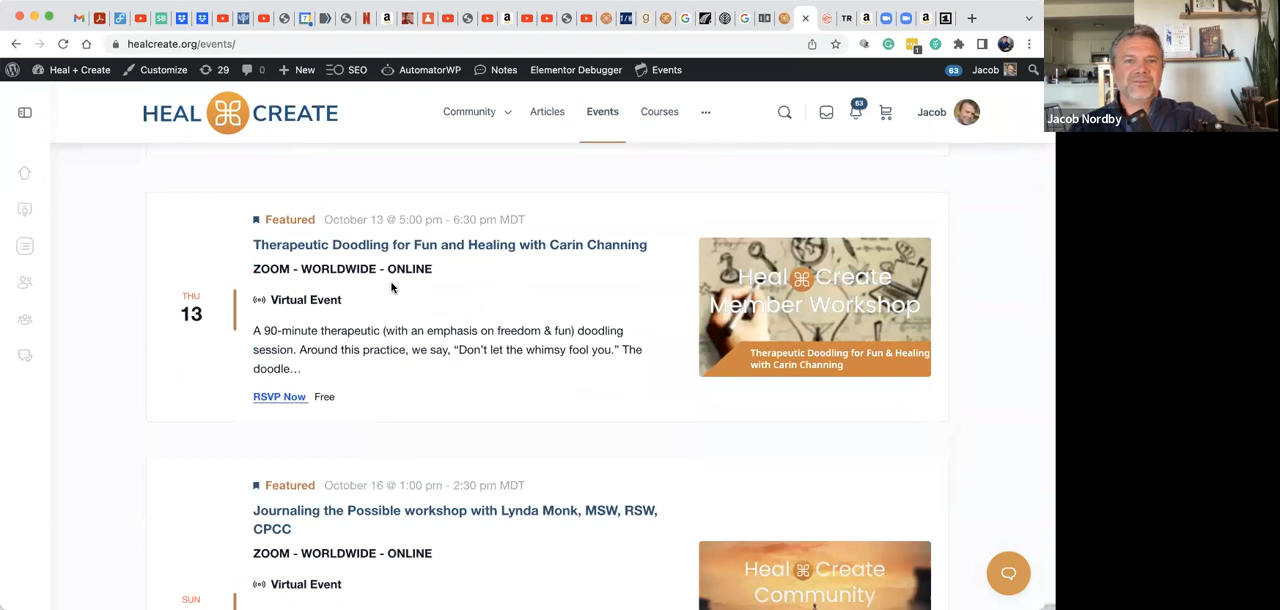 healcreate.org/events/
Heal + Create
Customize
29
0
New
SEO
AutomatorWP
Notes
Elementor Debugger
Events
63
Jacob
Jacob Nordby
HEAL CREATE
Community
Articles
Events
Courses
63
Jacob
Featured October 13 @ 5:00 pm - 6:30 pm MDT
Therapeutic Doodling for Fun and Healing with Carin Channing
ZOOM - WORLDWIDE - ONLINE
THU
13
Virtual Event
A 90-minute therapeutic (with an emphasis on freedom & fun) doodling
session. Around this practice, we say, “Don’t let the whimsy fool you.” The
doodle…
RSVP Now Free
Heal Create
Member Workshop
Therapeutic Doodling for Fun & Healing
with Carin Channing
Featured October 16 @ 1:00 pm - 2:30 pm MDT
Journaling the Possible workshop with Lynda Monk, MSW, RSW,
CPCC
ZOOM - WORLDWIDE - ONLINE
Virtual Event
SUN
Heal Create
Community